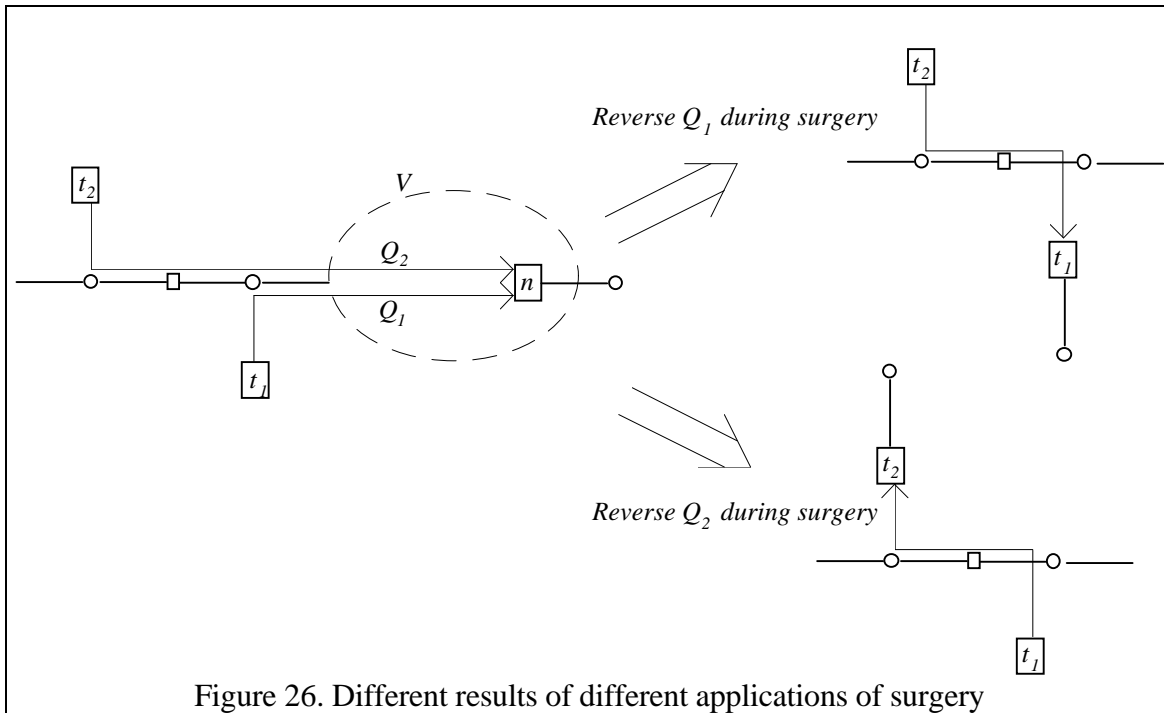 t2
Reverse Q1 during surgery
V
t2
Q2
n
t1
Q1
t1
t2
Reverse Q2 during surgery
t1
Figure 26. Different results of different applications of surgery